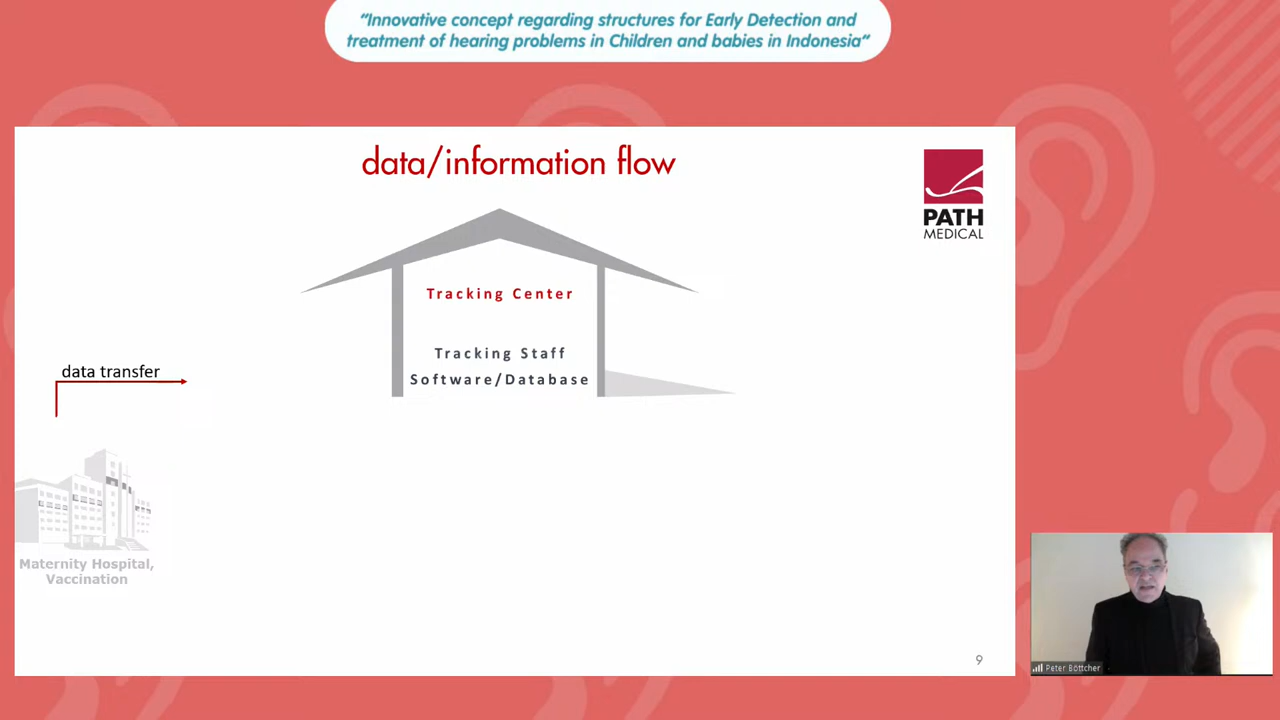 “Innovative concept regarding structures for Early Detection and
treatment of hearing problems in Children and babies in Indonesia“
data/information flow
PATH
MEDICAL
Tracking Center
Tracking Staff
Software/Database
data transfer
Maternity Hospital,
Vaccination
9
Peter Böttcher